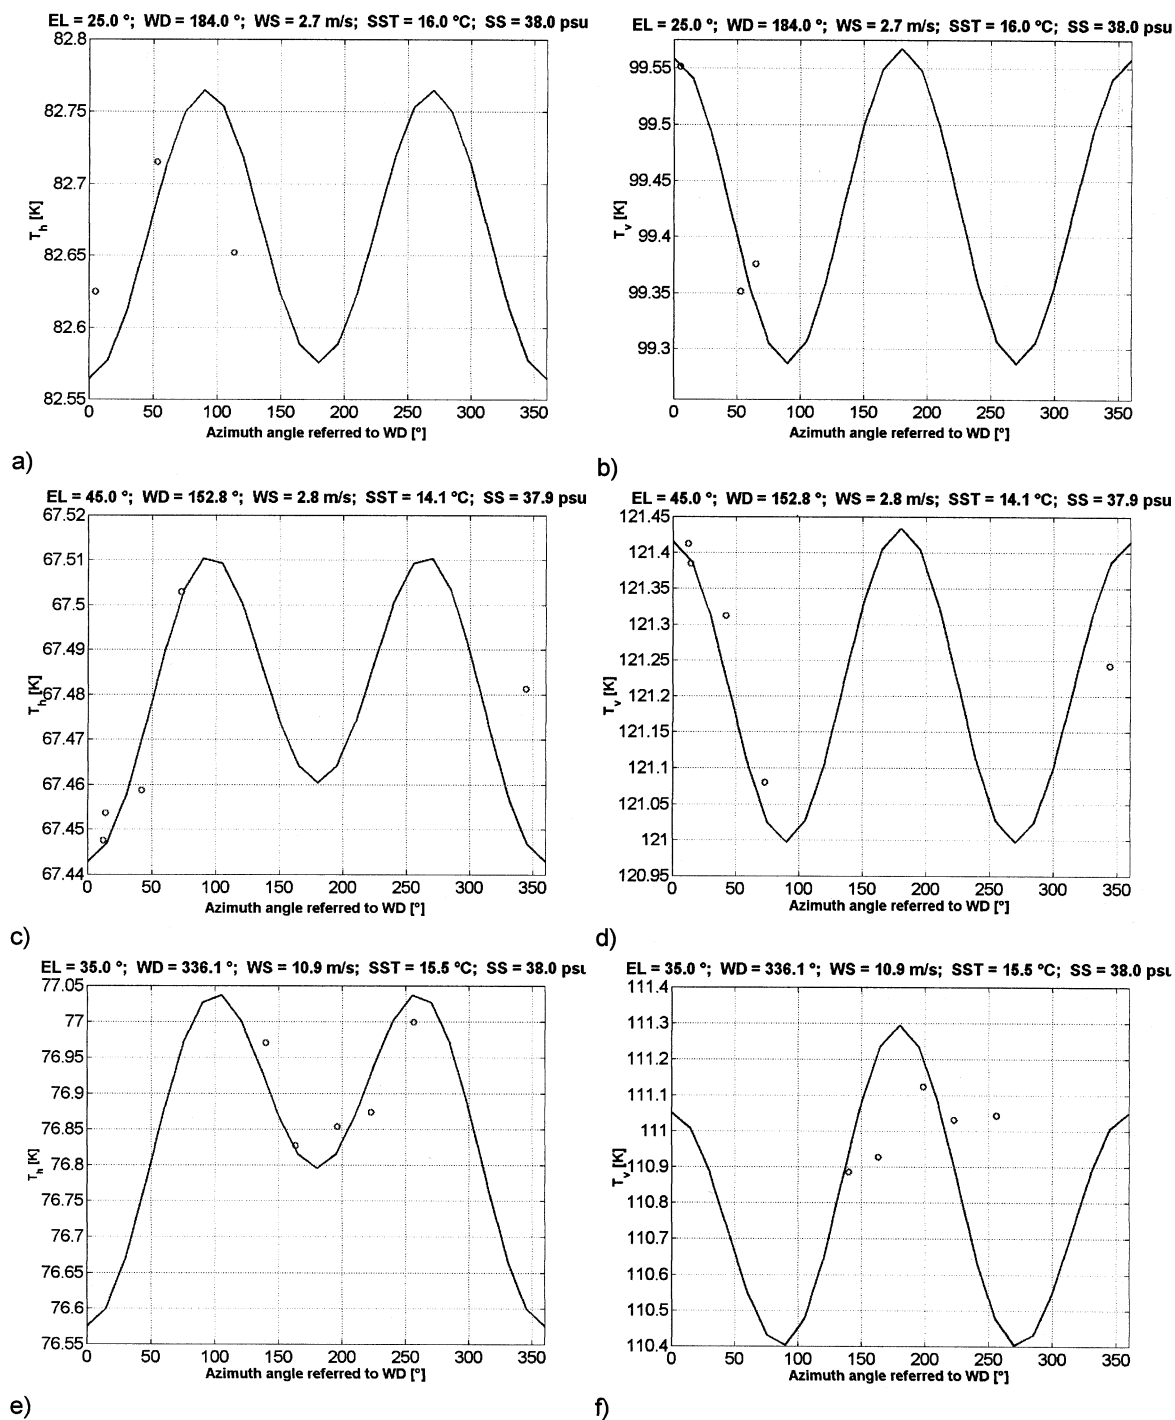 EL = 25.0 °; WD = 184.0 °; WS = 2.7 m/s; SST = 16.0 °C; SS = 38.0 psu
82.8
82.75
82.7
82.65
82.6
82.55
T_h [K]
0 50 100 150 200 250 300 350
Azimuth angle referred to WD [°]
a)
EL = 25.0 °; WD = 184.0 °; WS = 2.7 m/s; SST = 16.0 °C; SS = 38.0 psu
99.55
99.5
99.45
99.4
99.35
99.3
T_v [K]
0 50 100 150 200 250 300 350
Azimuth angle referred to WD [°]
b)
EL = 45.0 °; WD = 152.8 °; WS = 2.8 m/s; SST = 14.1 °C; SS = 37.9 psu
67.52
67.51
67.5
67.49
67.48
67.47
67.46
67.45
67.44
T_h [K]
0 50 100 150 200 250 300 350
Azimuth angle referred to WD [°]
c)
EL = 45.0 °; WD = 152.8 °; WS = 2.8 m/s; SST = 14.1 °C; SS = 37.9 psu
121.45
121.4
121.35
121.3
121.25
121.2
121.15
121.1
121.05
121
120.95
T_v [K]
0 50 100 150 200 250 300 350
Azimuth angle referred to WD [°]
d)
EL = 35.0 °; WD = 336.1 °; WS = 10.9 m/s; SST = 15.5 °C; SS = 38.0 psu
77.05
77
76.95
76.9
76.85
76.8
76.75
76.7
76.65
76.6
76.55
T_h [K]
0 50 100 150 200 250 300 350
Azimuth angle referred to WD [°]
e)
EL = 35.0 °; WD = 336.1 °; WS = 10.9 m/s; SST = 15.5 °C; SS = 38.0 psu
111.4
111.3
111.2
111.1
111
110.9
110.8
110.7
110.6
110.5
110.4
T_v [K]
0 50 100 150 200 250 300 350
Azimuth angle referred to WD [°]
f)